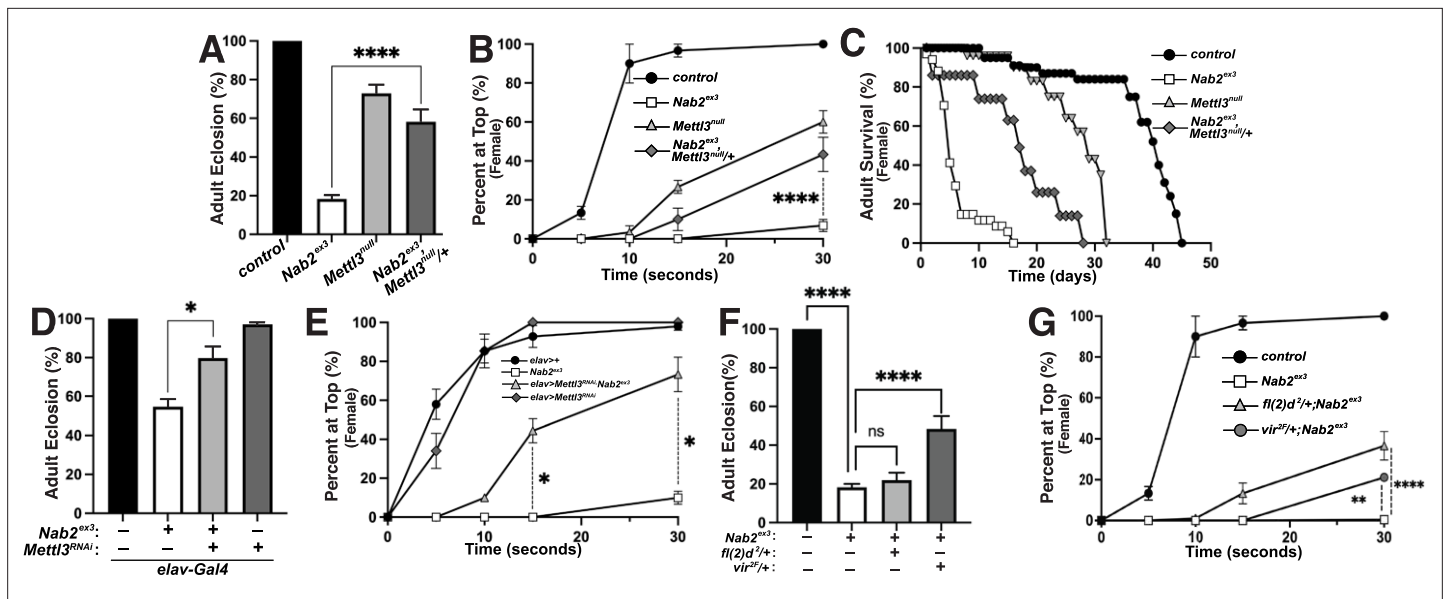 A
Adult Eclosion (%)
100
80
60
40
20
0
****
control
Nab2ex3
Mettl3null
Nab2ex3,
Mettl3null/+
B
Percent at Top (%)
(Female)
100
80
60
40
20
0
control
Nab2ex3
Mettl3null
Nab2ex3,
Mettl3null/+
****
0 10 20 30
Time (seconds)
C
Adult Survival (%)
(Female)
100
80
60
40
20
0
control
Nab2ex3
Mettl3null
Nab2ex3,
Mettl3null/+
0 10 20 30 40 50
Time (days)
D
Adult Eclosion (%)
100
80
60
40
20
0
*
Nab2ex3: – + + –
Mettl3RNAi: – – + +
elav-Gal4
E
Percent at Top (%)
(Female)
100
80
60
40
20
0
elav>+
Nab2ex3
elav>Mettl3RNAi;Nab2ex3
elav>Mettl3RNAi
*
*
0 10 20 30
Time (seconds)
F
Adult Eclosion(%)
100
80
60
40
20
0
****
****
ns
Nab2ex3: – + + +
fl(2)d2/+: – – + –
vir2F/+: – – – +
G
Percent at Top (%)
(Female)
100
80
60
40
20
0
control
Nab2ex3
fl(2)d2/+;Nab2ex3
vir2F/+;Nab2ex3
**
****
0 10 20 30
Time (seconds)